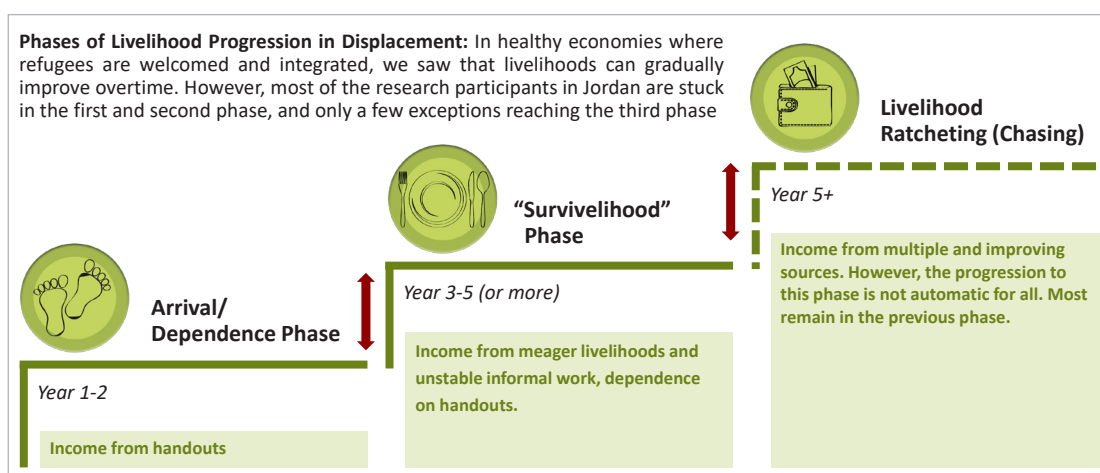 Phases of Livelihood Progression in Displacement: In healthy economies where
refugees are welcomed and integrated, we saw that livelihoods can gradually
improve overtime. However, most of the research participants in Jordan are stuck
in the first and second phase, and only a few exceptions reaching the third phase
Arrival/
Dependence Phase
Year 1-2
Income from handouts
“Survivelihood”
Phase
Year 3-5 (or more)
Income from meager livelihoods and
unstable informal work, dependence
on handouts.
Livelihood
Ratcheting (Chasing)
Year 5+
Income from multiple and improving
sources. However, the progression to
this phase is not automatic for all. Most
remain in the previous phase.